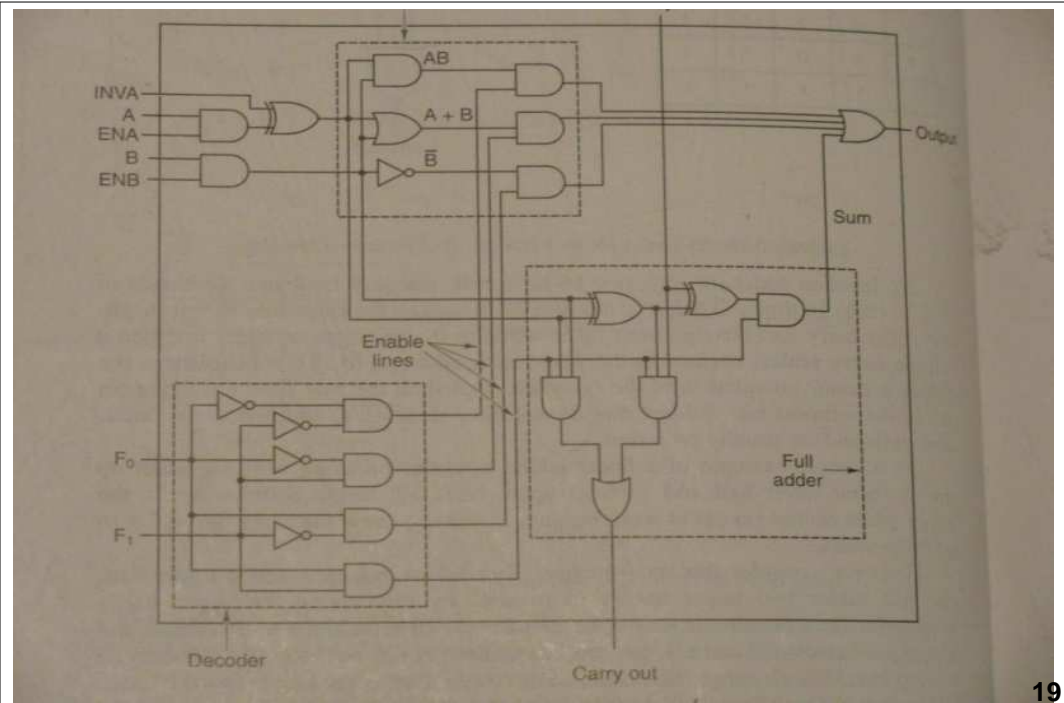 AB
INVA
A
A + B
ENA
Output
B
B̅
ENB
Sum
Enable
lines
F₀
Full
adder
F₁
Decoder
Carry out
19